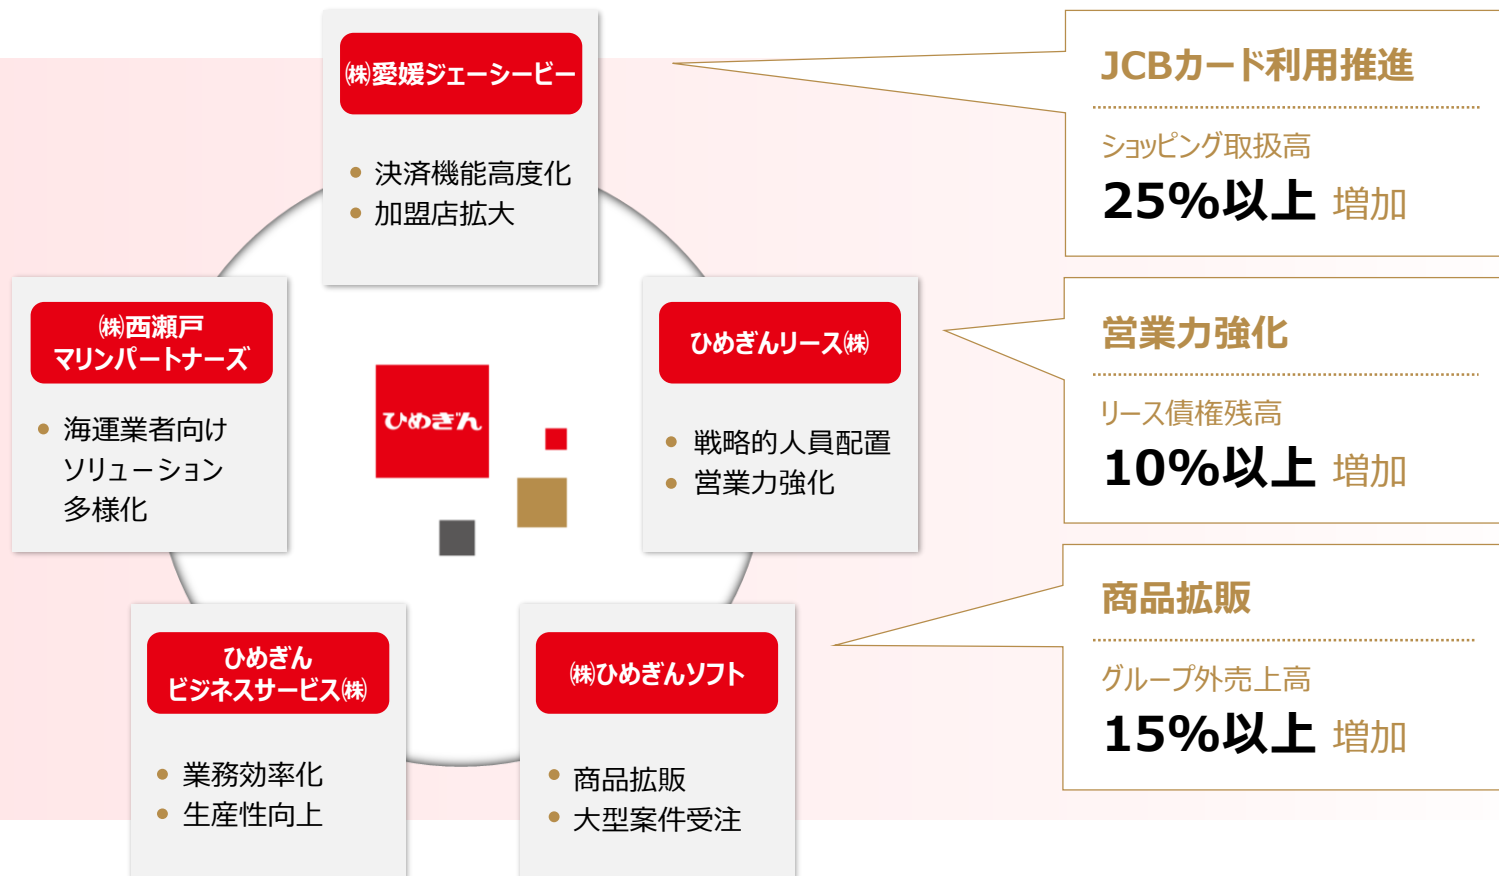 ㈱愛媛ジェーシービー
• 決済機能高度化
• 加盟店拡大
㈱西瀬戸
マリンパートナーズ
• 海運業者向け
ソリューション
多様化
ひめぎん
ひめぎんリース㈱
• 戦略的人員配置
• 営業力強化
ひめぎん
ビジネスサービス㈱
• 業務効率化
• 生産性向上
㈱ひめぎんソフト
• 商品拡販
• 大型案件受注
JCBカード利用推進
ショッピング取扱高
25%以上 増加
営業力強化
リース債権残高
10%以上 増加
商品拡販
グループ外売上高
15%以上 増加